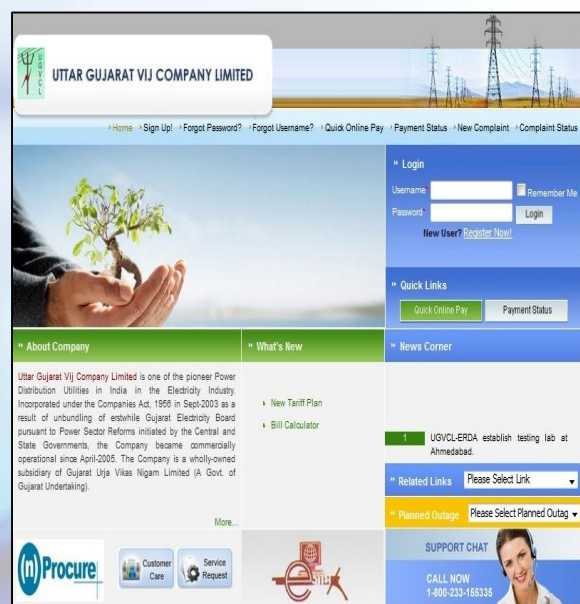 UGVCL
UTTAR GUJARAT VIJ COMPANY LIMITED
Home Sign Up! Forgot Password? Forgot Username? Quick Online Pay Payment Status New Complaint Complaint Status
» Login
Username*
Remember Me
Password*
Login
New User? Register Now!
» Quick Links
Quick Online Pay Payment Status
» About Company
Uttar Gujarat Vij Company Limited is one of the pioneer Power
Distribution Utilities in India in the Electricity Industry.
Incorporated under the Companies Act, 1956 in Sept-2003 as a
result of unbundling of erstwhile Gujarat Electricity Board
pursuant to Power Sector Reforms initiated by the Central and
State Governments, the Company became commercially
operational since April-2005. The Company is a wholly-owned
subsidiary of Gujarat Urja Vikas Nigam Limited (A Govt. of
Gujarat Undertaking).
More...
» What's New
New Tariff Plan
Bill Calculator
» News Corner
1 UGVCL-ERDA establish testing lab at
Ahmedabad.
» Related Links Please Select Link
» Planned Outage Please Select Planned Outag
(n)Procure
Customer
Care
Service
Request
SUPPORT CHAT
CALL NOW
1-800-233-155335